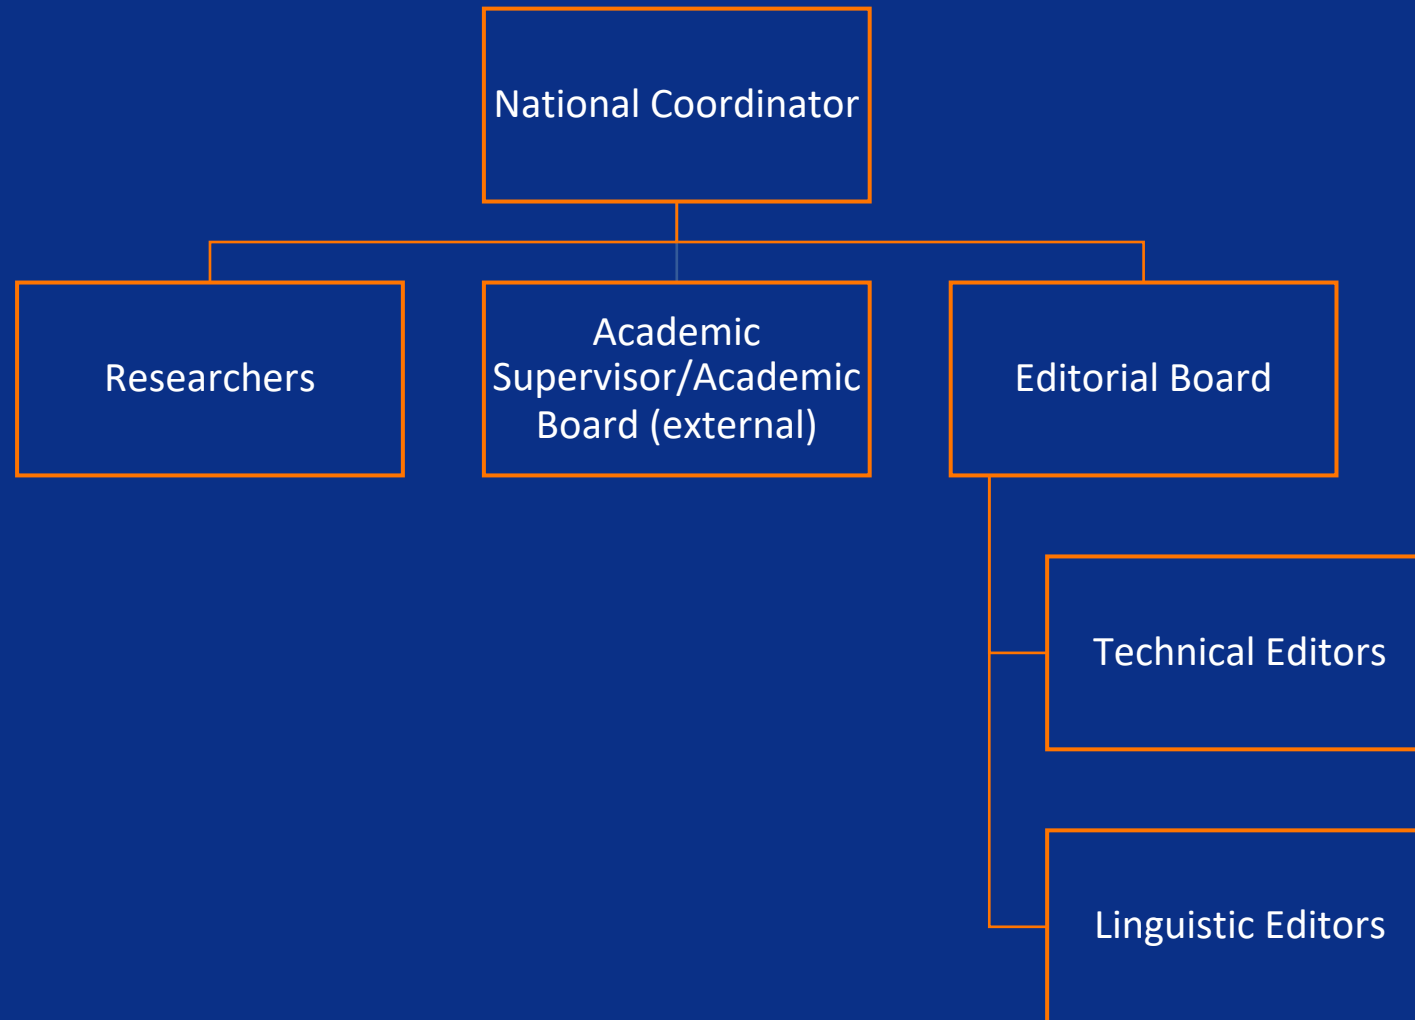 National Coordinator
Researchers
Academic
Supervisor/Academic
Board (external)
Editorial Board
Technical Editors
Linguistic Editors